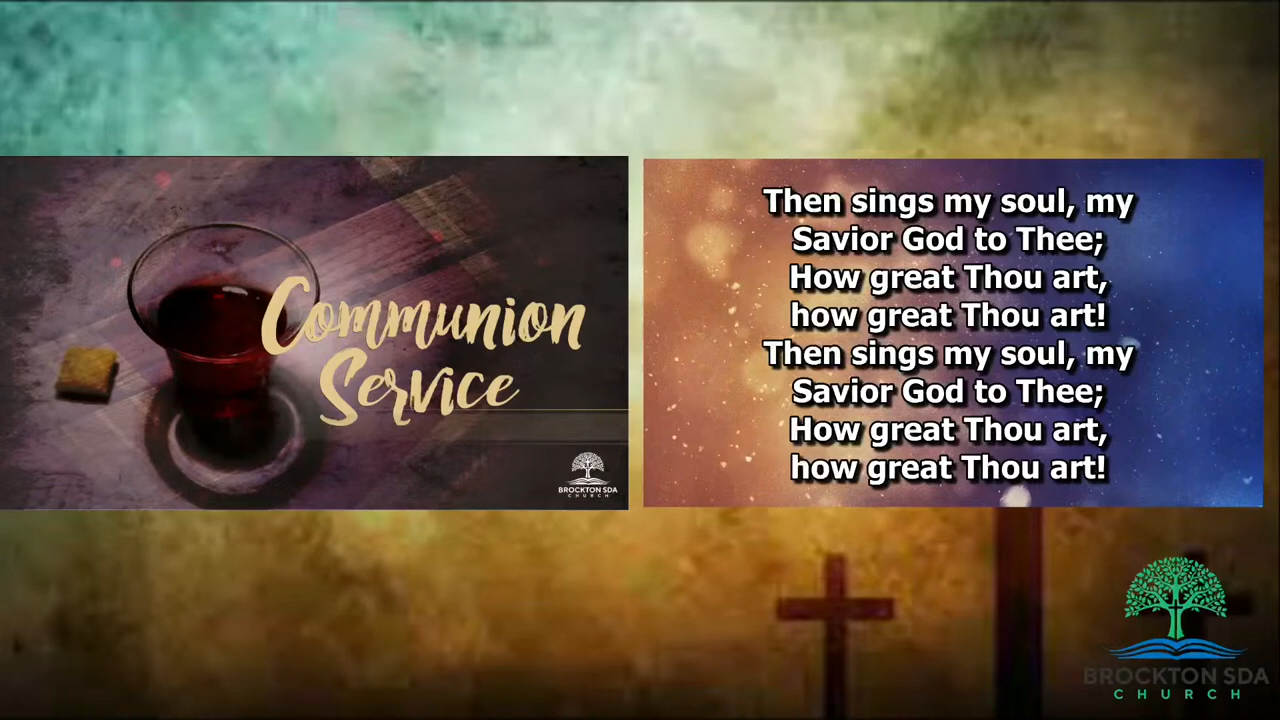 Communion
Service
BROCKTON SDA
CHURCH
Then sings my soul, my
Savior God to Thee;
How great Thou art,
how great Thou art!
Then sings my soul, my
Savior God to Thee;
How great Thou art,
how great Thou art!
BROCKTON SDA
CHURCH